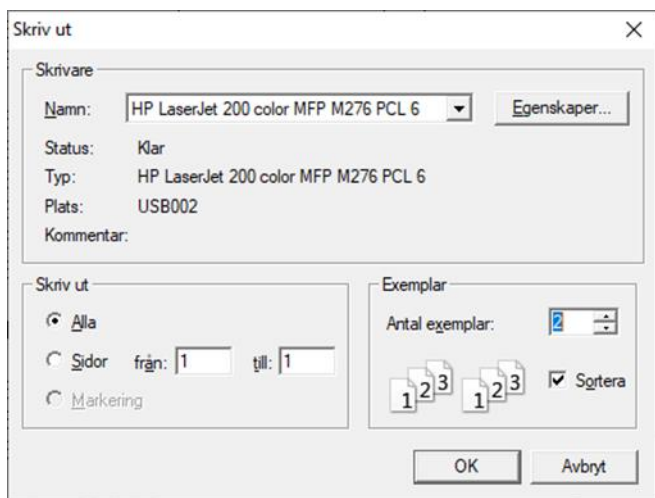 Skriv ut
Skrivare
Namn: HP LaserJet 200 color MFP M276 PCL 6 Egenskaper...
Status: Klar
Typ: HP LaserJet 200 color MFP M276 PCL 6
Plats: USB002
Kommentar:
Skriv ut
Alla
Sidor från: 1 till: 1
Markering
Exemplar
Antal exemplar: 2
1 2 3 1 2 3 Sortera
OK Avbryt